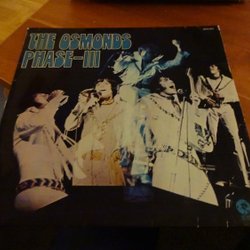 THE OSMONDS
PHASE-III